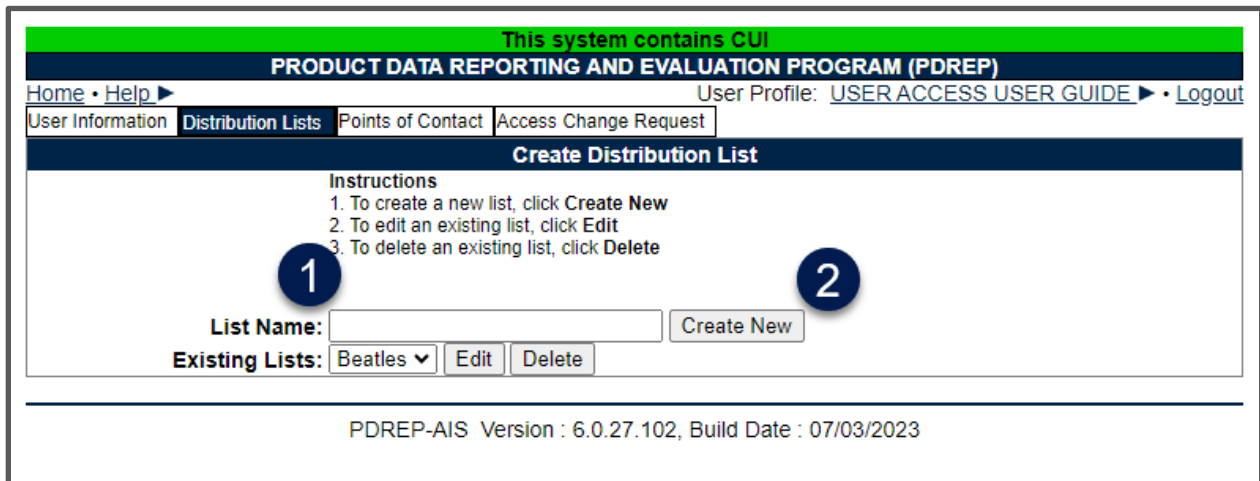 This system contains CUI
PRODUCT DATA REPORTING AND EVALUATION PROGRAM (PDREP)
Home • Help ▶ User Profile: USER ACCESS USER GUIDE ▶ • Logout
User Information Distribution Lists Points of Contact Access Change Request
Create Distribution List
Instructions
1. To create a new list, click Create New
2. To edit an existing list, click Edit
3. To delete an existing list, click Delete
1 2
List Name: Create New
Existing Lists: Beatles Edit Delete
PDREP-AIS Version : 6.0.27.102, Build Date : 07/03/2023